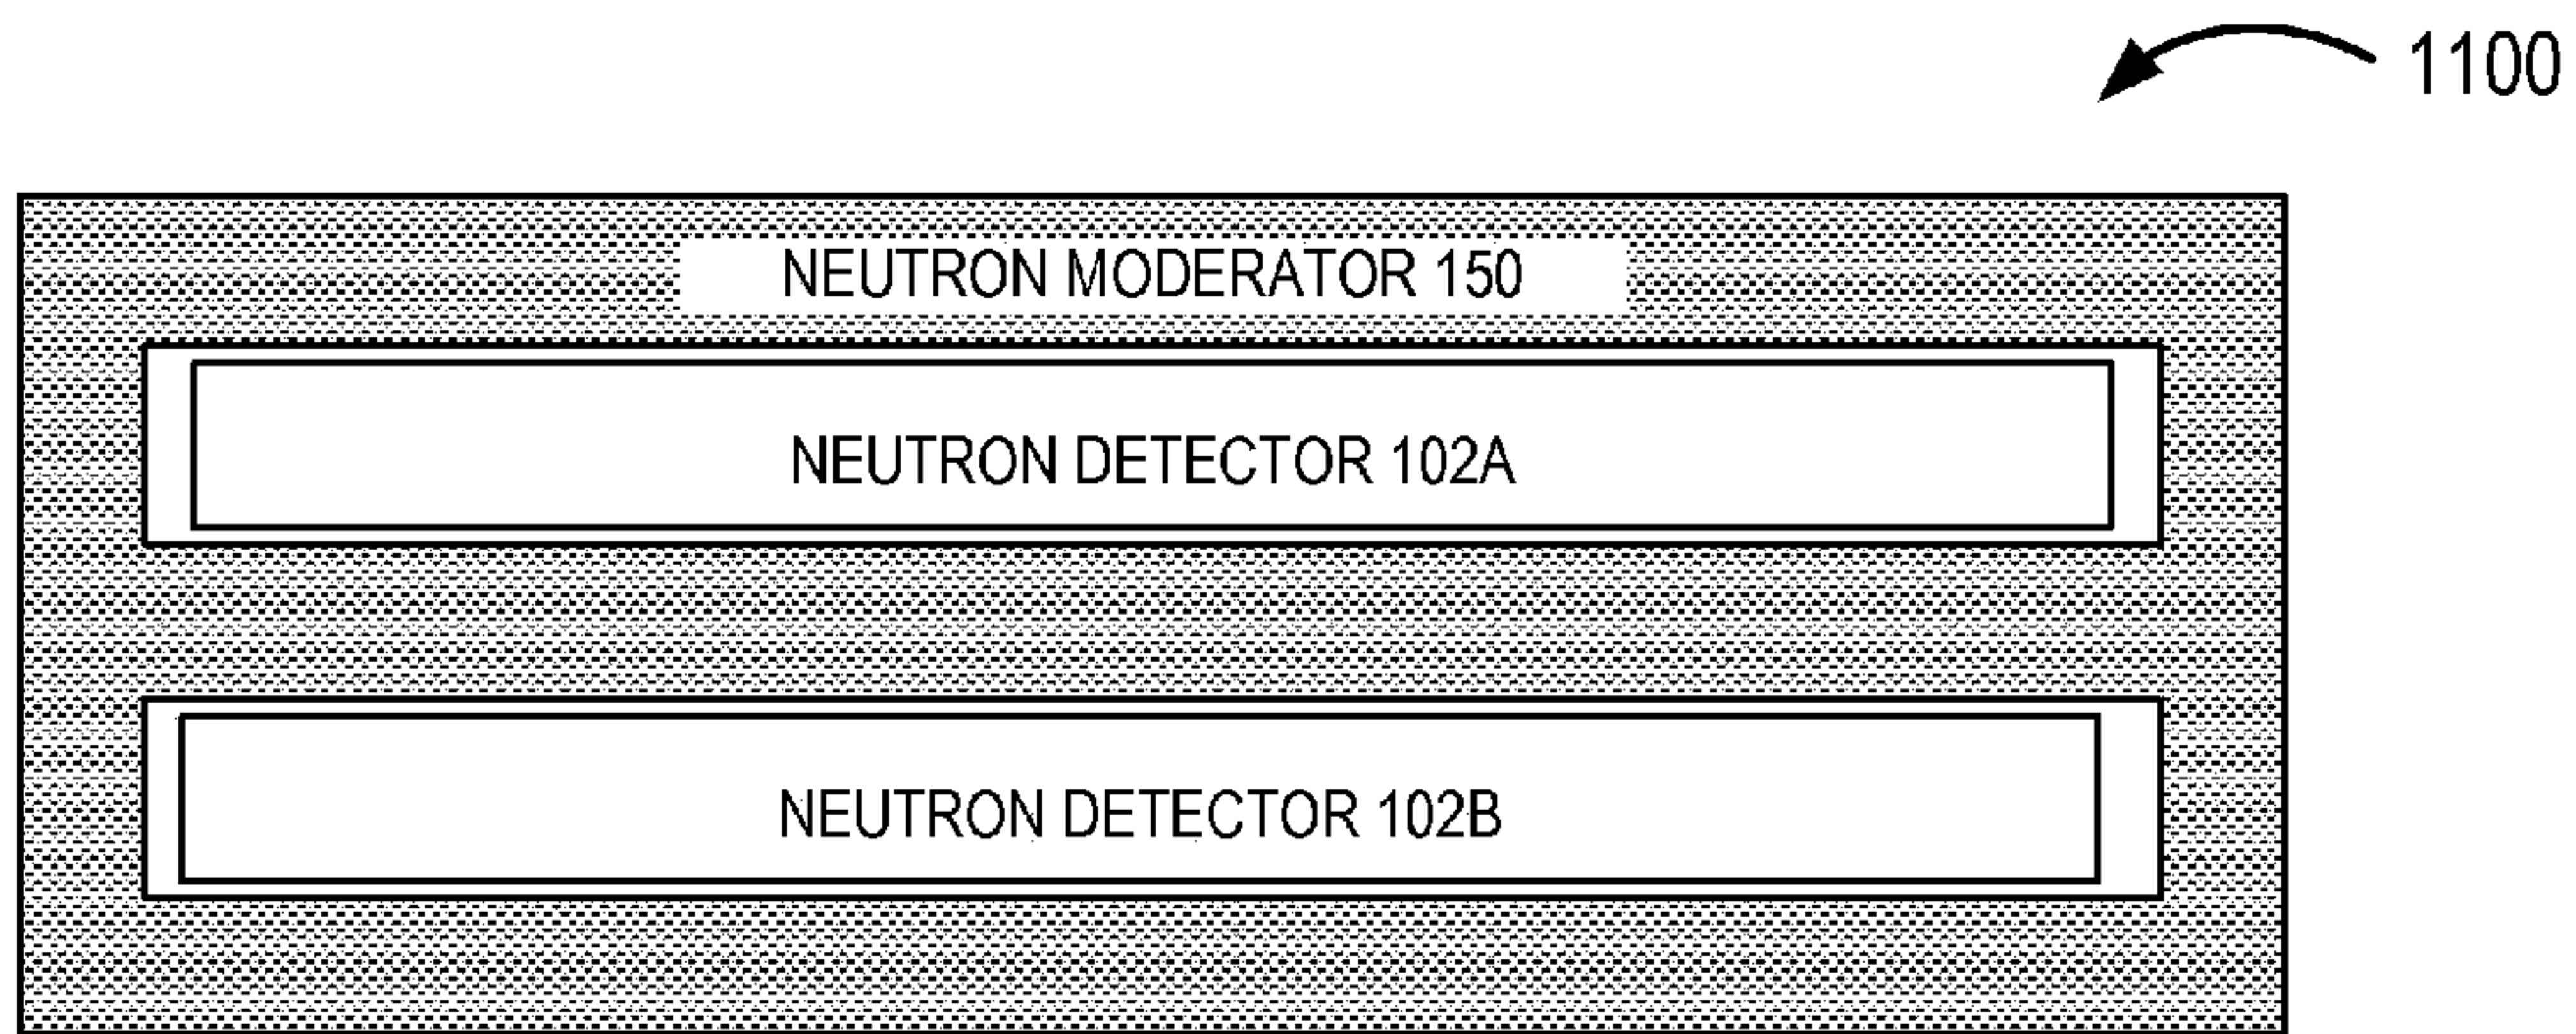 1100
NEUTRON MODERATOR 150
NEUTRON DETECTOR 102A
NEUTRON DETECTOR 102B